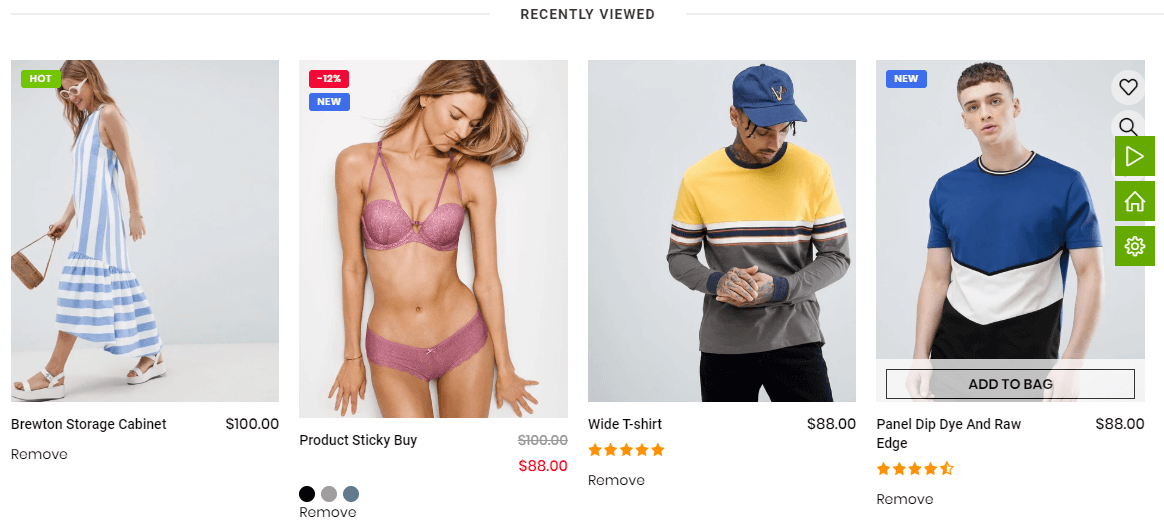 RECENTLY VIEWED
HOT
-12%
NEW
NEW
ADD TO BAG
Brewton Storage Cabinet $100.00
Remove
Product Sticky Buy $100.00
$88.00
Remove
Wide T-shirt $88.00
Remove
Panel Dip Dye And Raw $88.00
Edge
Remove